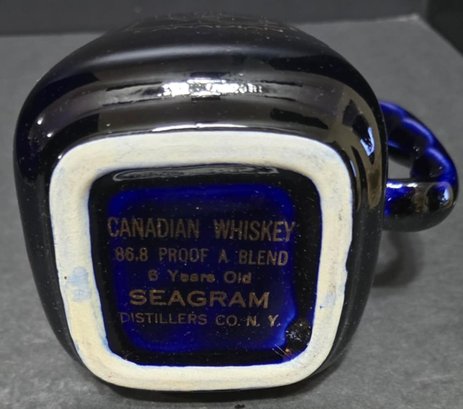 CANADIAN WHISKEY
86.8 PROOF A BLEND
6 Years Old
SEAGRAM
DISTILLERS CO. N. Y.